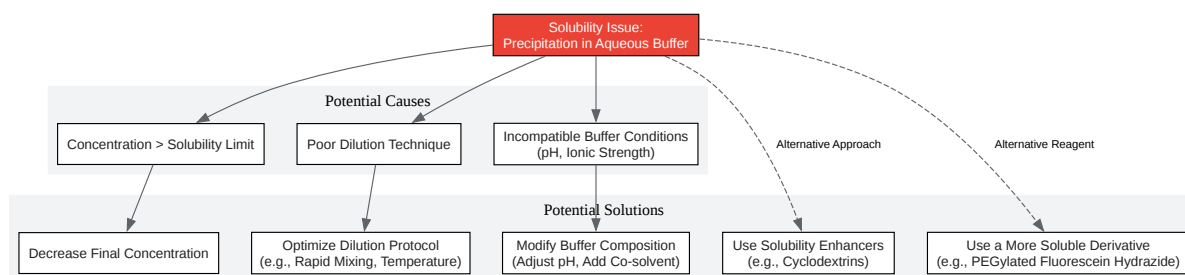 Solubility Issue:
Precipitation in Aqueous Buffer
Potential Causes
Concentration > Solubility Limit
Poor Dilution Technique
Incompatible Buffer Conditions
(pH, Ionic Strength)
Alternative Approach
Alternative Reagent
Potential Solutions
Decrease Final Concentration
Optimize Dilution Protocol
(e.g., Rapid Mixing, Temperature)
Modify Buffer Composition
(Adjust pH, Add Co-solvent)
Use Solubility Enhancers
(e.g., Cyclodextrins)
Use a More Soluble Derivative
(e.g., PEGylated Fluorescein Hydrazide)